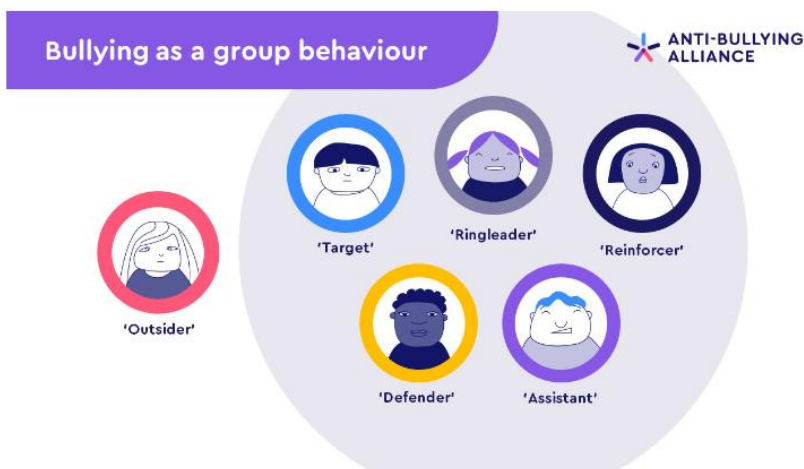 Bullying as a group behaviour
ANTI-BULLYING
ALLIANCE
'Target'
'Ringleader'
'Reinforcer'
'Outsider'
'Defender'
'Assistant'